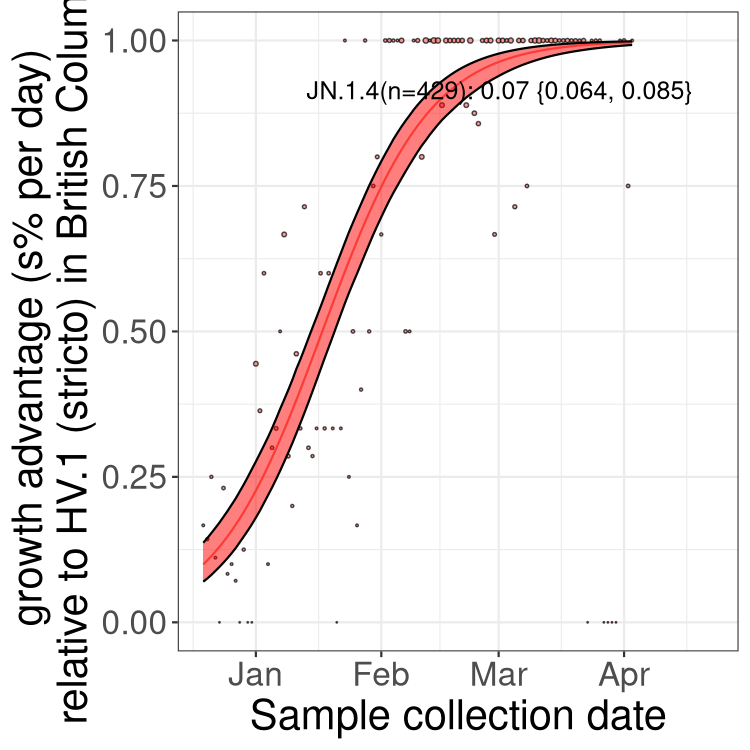 growth advantage (s% per day)
relative to HV.1 (stricto) in British Colum
1.00
0.75
0.50
0.25
0.00
JN.1.4(n=429): 0.07 {0.064, 0.085}
Jan Feb Mar Apr
Sample collection date